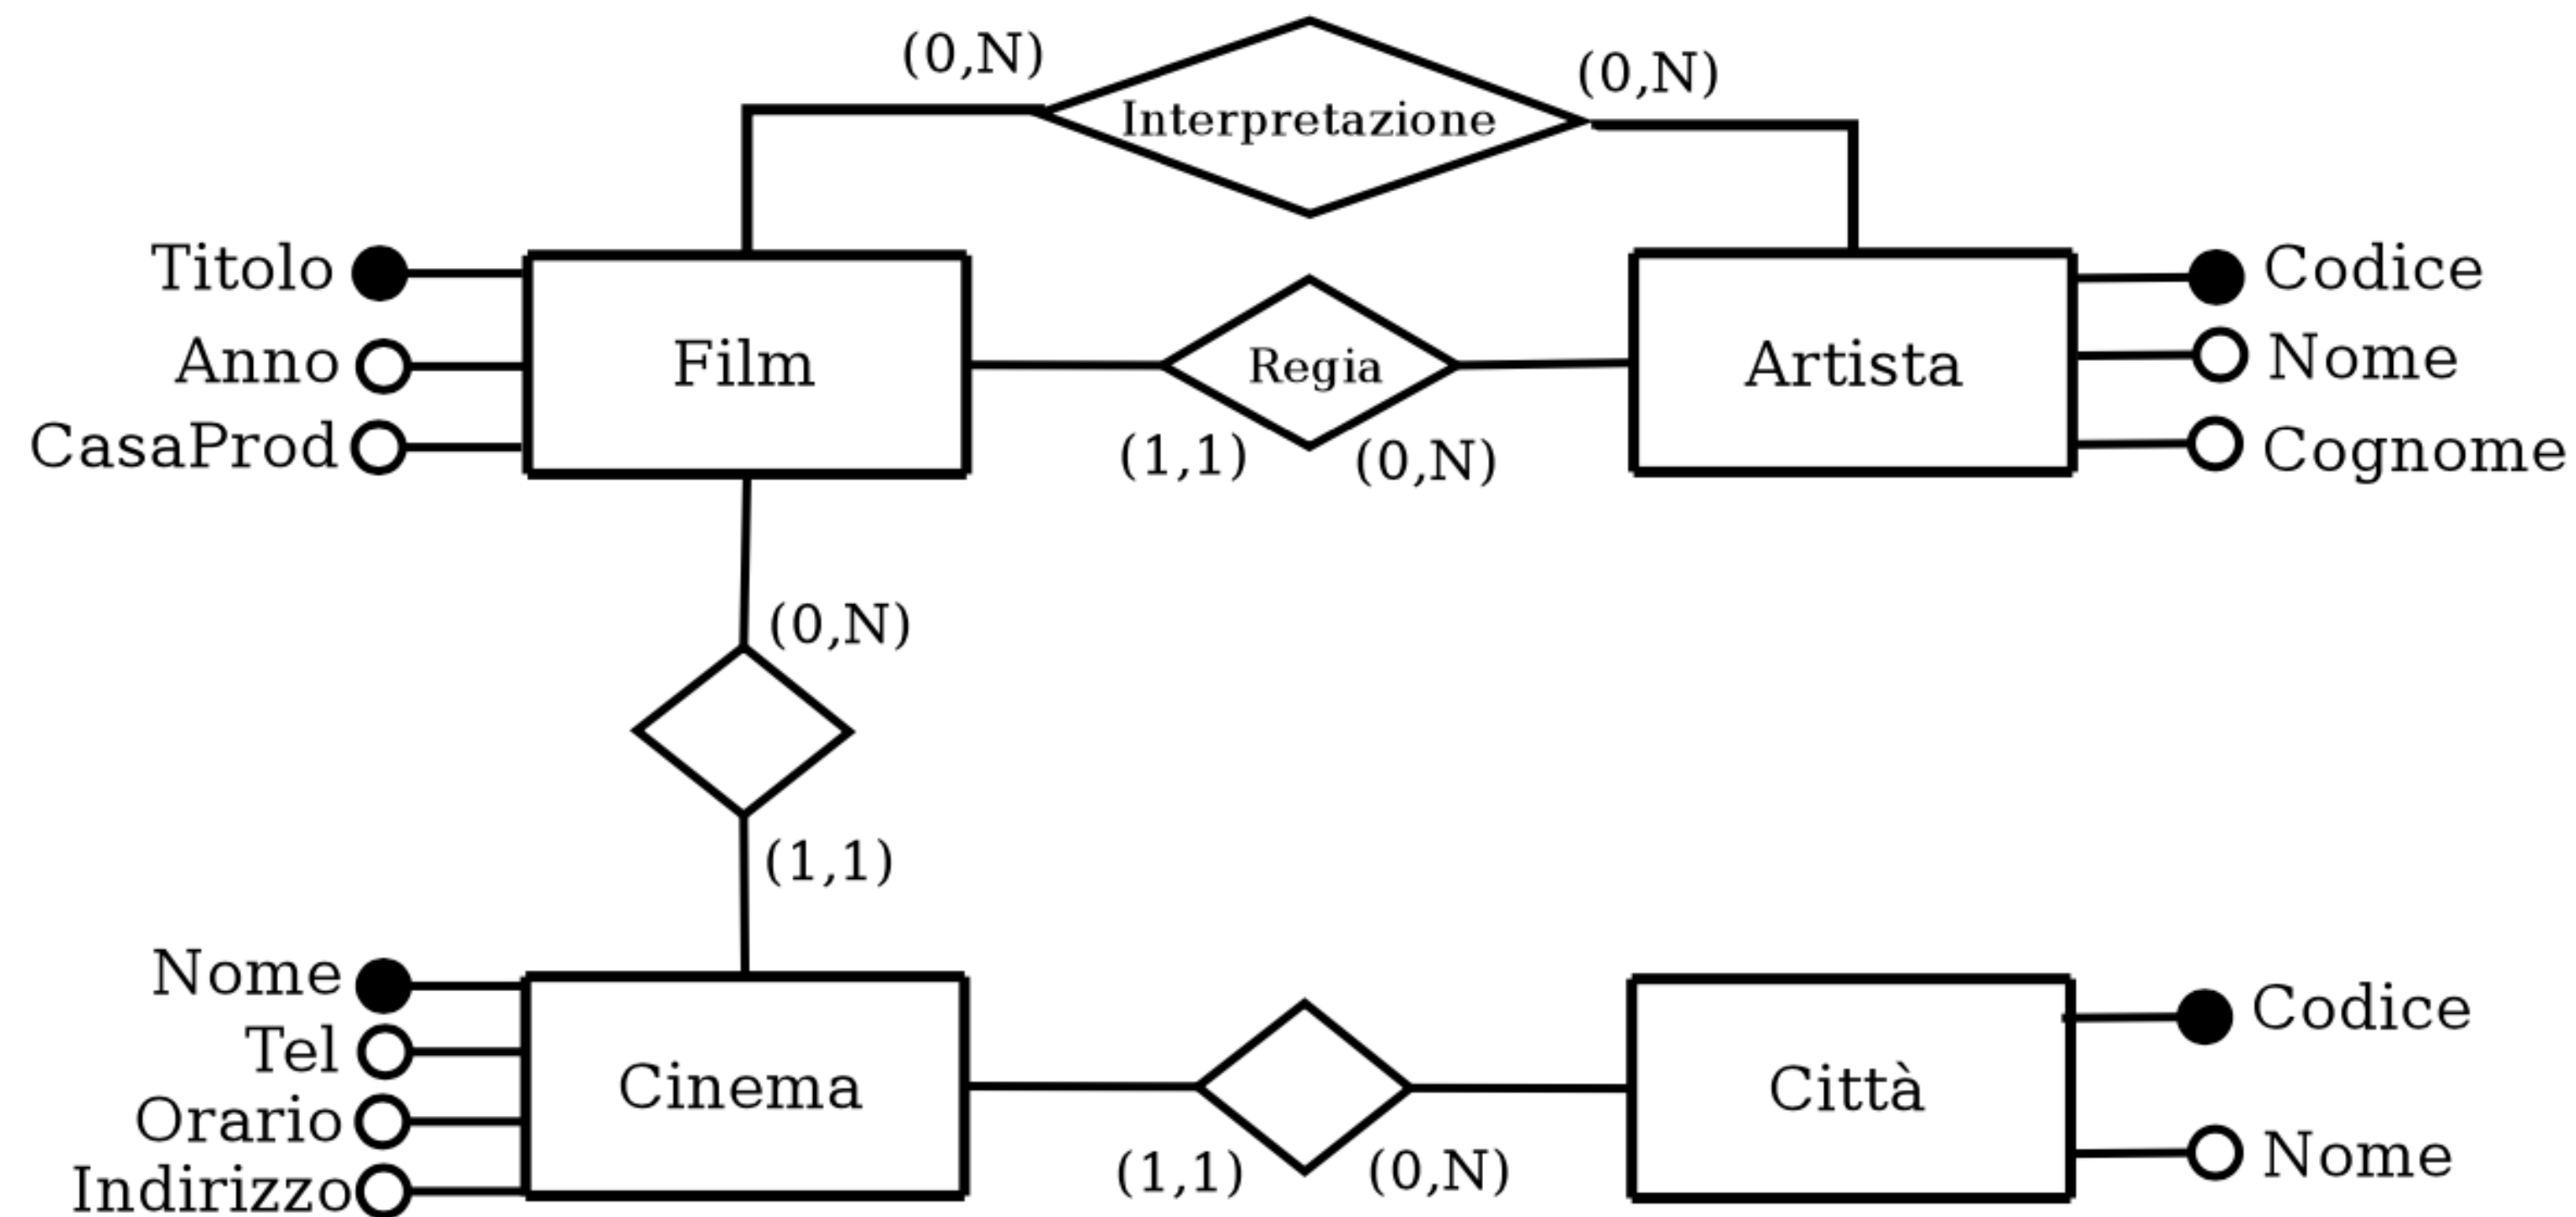 (0,N)
(0,N)
Interpretazione
Titolo
Anno
CasaProd
Film
Regia
(1,1)
(0,N)
Artista
Codice
Nome
Cognome
(0,N)
(1,1)
Nome
Tel
Orario
Indirizzo
Cinema
(1,1)
(0,N)
Città
Codice
Nome